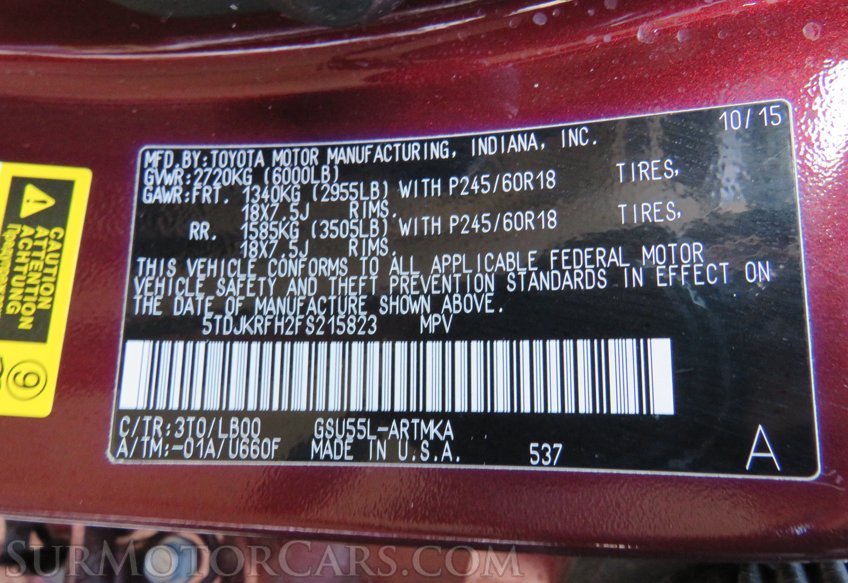 10/15
MFD.BY:TOYOTA MOTOR MANUFACTURING, INDIANA, INC.
GVWR:2720KG (6000LB)
GAWR:FRT. 1340KG (2955LB) WITH P245/60R18 TIRES,
18X7.5J RIMS.
RR. 1585KG (3505LB) WITH P245/60R18 TIRES,
18X7.5J RIMS.
THIS VEHICLE CONFORMS TO ALL APPLICABLE FEDERAL MOTOR
VEHICLE SAFETY AND THEFT PREVENTION STANDARDS IN EFFECT ON
THE DATE OF MANUFACTURE SHOWN ABOVE.
5TDJKRFH2FS215823 MPV
C/TR:3T0/LB00 GSU55L-ARTMKA
A/TM:-01A/U660F MADE IN U.S.A. 537 A
CAUTION
ATTENTION
ACHTUNG
9
SURMOTORCARS.COM